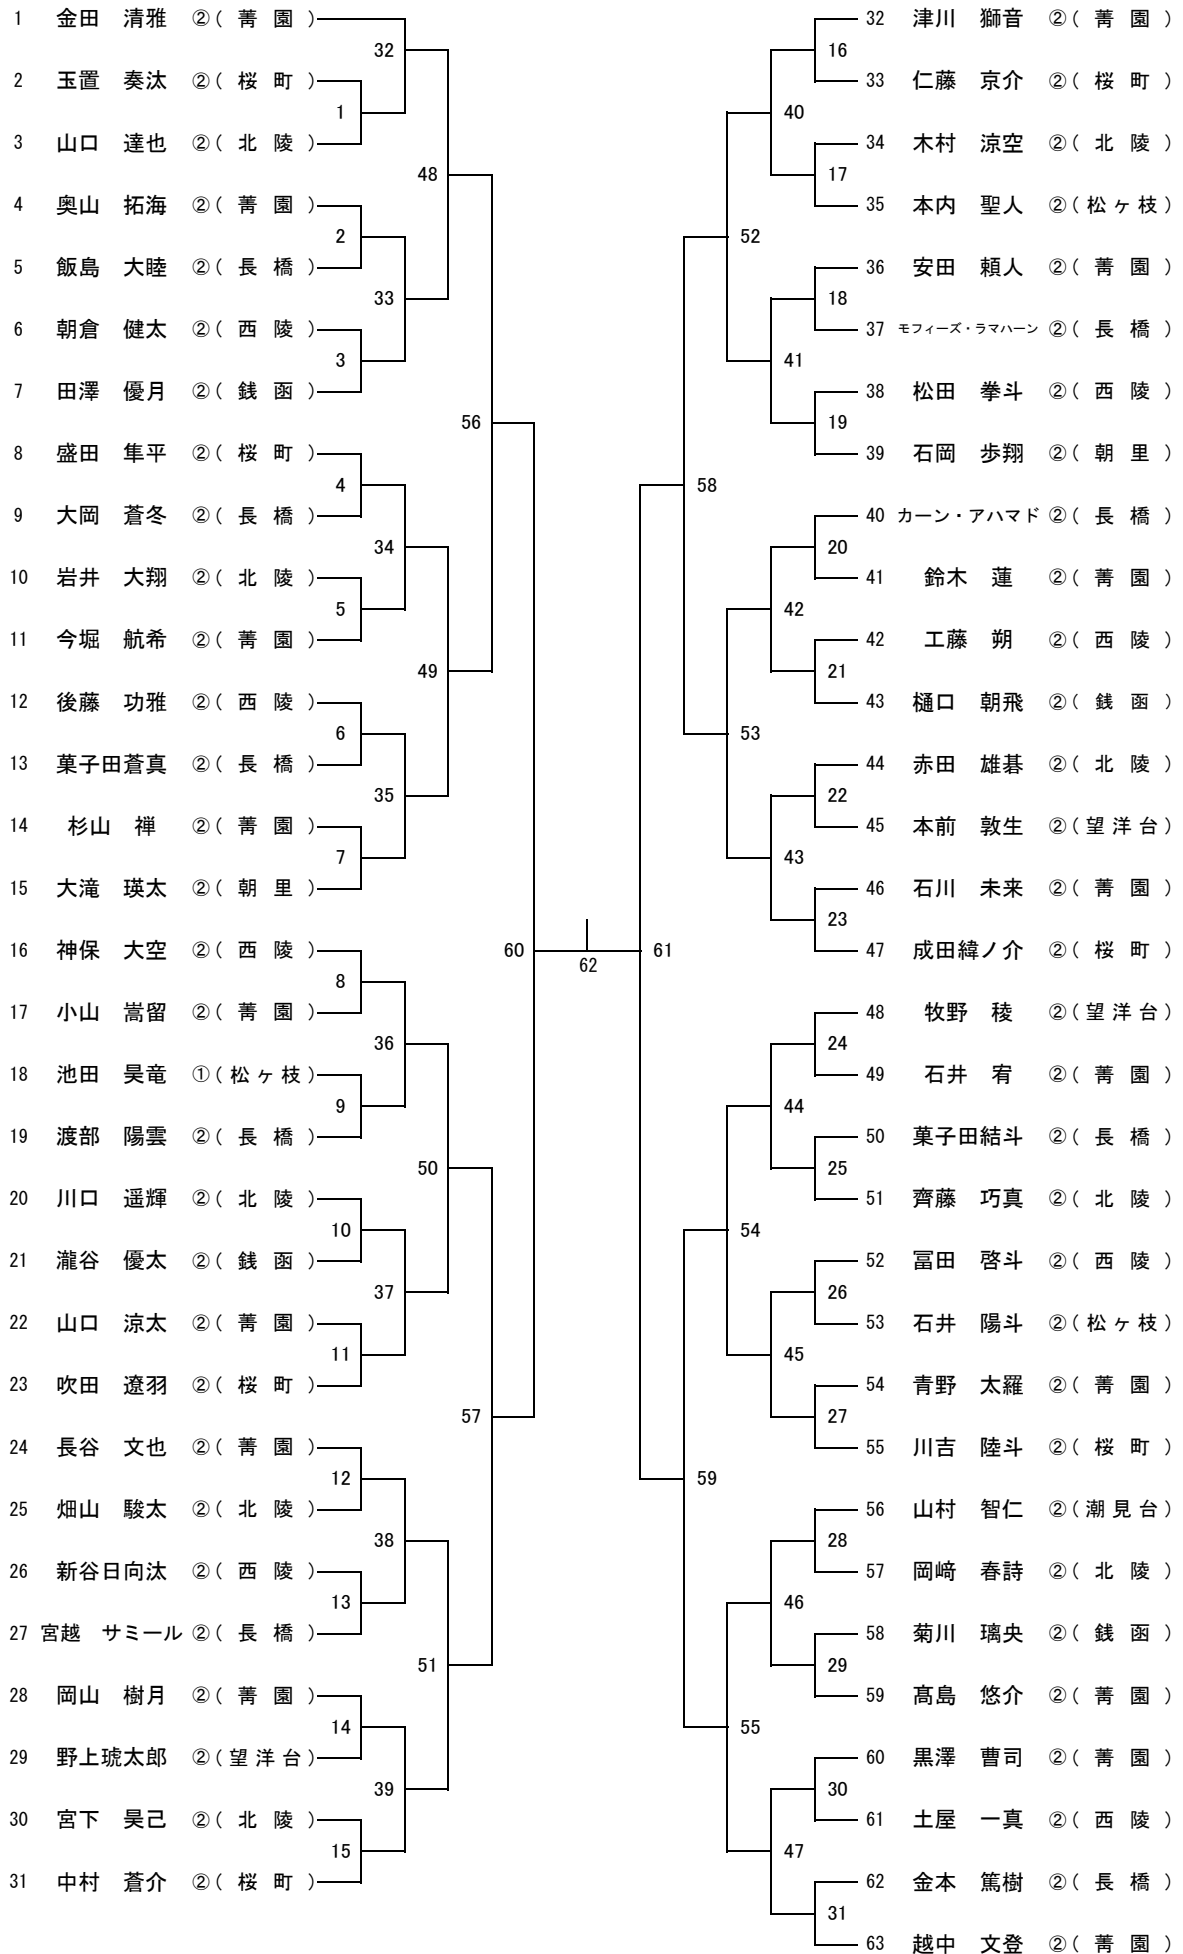 1 金田 清雅 ②( 菁 園 )
2 玉置 奏汰 ②( 桜 町 )
3 山口 達也 ②( 北 陵 )
4 奥山 拓海 ②( 菁 園 )
5 飯島 大睦 ②( 長 橋 )
6 朝倉 健太 ②( 西 陵 )
7 田澤 優月 ②( 銭 函 )
8 盛田 隼平 ②( 桜 町 )
9 大岡 蒼冬 ②( 長 橋 )
10 岩井 大翔 ②( 北 陵 )
11 今堀 航希 ②( 菁 園 )
12 後藤 功雅 ②( 西 陵 )
13 菓子田蒼真 ②( 長 橋 )
14 杉山 禅 ②( 菁 園 )
15 大滝 瑛太 ②( 朝 里 )
16 神保 大空 ②( 西 陵 )
17 小山 嵩留 ②( 菁 園 )
18 池田 昊竜 ①( 松 ヶ 枝 )
19 渡部 陽雲 ②( 長 橋 )
20 川口 遥輝 ②( 北 陵 )
21 瀧谷 優太 ②( 銭 函 )
22 山口 涼太 ②( 菁 園 )
23 吹田 遼羽 ②( 桜 町 )
24 長谷 文也 ②( 菁 園 )
25 畑山 駿太 ②( 北 陵 )
26 新谷日向汰 ②( 西 陵 )
27 宮越 サミール ②( 長 橋 )
28 岡山 樹月 ②( 菁 園 )
29 野上琥太郎 ②( 望 洋 台 )
30 宮下 昊己 ②( 北 陵 )
31 中村 蒼介 ②( 桜 町 )
1
2
3
4
5
6
7
8
9
10
11
12
13
14
15
32
33
34
35
36
37
38
39
48
49
50
51
56
57
60
62
61
58
59
52
53
54
55
40
41
42
43
44
45
46
47
16
17
18
19
20
21
22
23
24
25
26
27
28
29
30
31
32 津川 獅音 ②( 菁 園 )
33 仁藤 京介 ②( 桜 町 )
34 木村 涼空 ②( 北 陵 )
35 本内 聖人 ②( 松 ヶ 枝 )
36 安田 頼人 ②( 菁 園 )
37 モフィーズ・ラマハーン ②( 長 橋 )
38 松田 拳斗 ②( 西 陵 )
39 石岡 歩翔 ②( 朝 里 )
40 カーン・アハマド ②( 長 橋 )
41 鈴木 蓮 ②( 菁 園 )
42 工藤 朔 ②( 西 陵 )
43 樋口 朝飛 ②( 銭 函 )
44 赤田 雄碁 ②( 北 陵 )
45 本前 敦生 ②( 望 洋 台 )
46 石川 未来 ②( 菁 園 )
47 成田緯ノ介 ②( 桜 町 )
48 牧野 稜 ②( 望 洋 台 )
49 石井 宥 ②( 菁 園 )
50 菓子田結斗 ②( 長 橋 )
51 齊藤 巧真 ②( 北 陵 )
52 冨田 啓斗 ②( 西 陵 )
53 石井 陽斗 ②( 松 ヶ 枝 )
54 青野 太羅 ②( 菁 園 )
55 川吉 陸斗 ②( 桜 町 )
56 山村 智仁 ②( 潮 見 台 )
57 岡﨑 春詩 ②( 北 陵 )
58 菊川 璃央 ②( 銭 函 )
59 髙島 悠介 ②( 菁 園 )
60 黒澤 曹司 ②( 菁 園 )
61 土屋 一真 ②( 西 陵 )
62 金本 篤樹 ②( 長 橋 )
63 越中 文登 ②( 菁 園 )